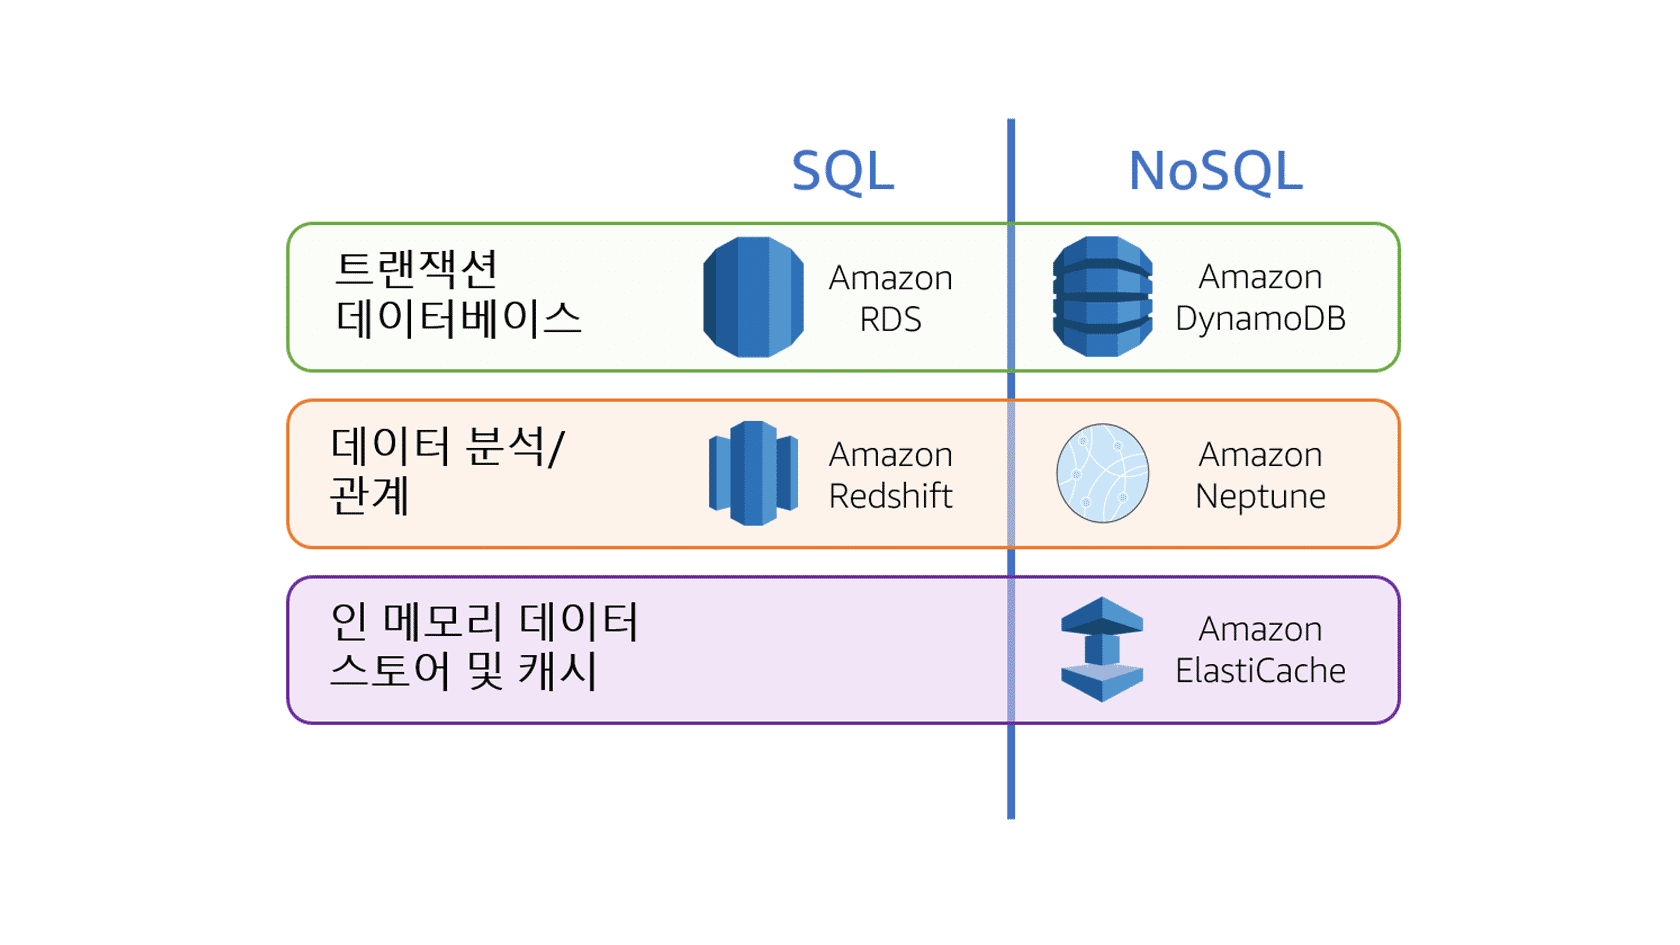 SQL
NoSQL
트랜잭션
데이터베이스
Amazon
RDS
Amazon
DynamoDB
데이터 분석/
관계
Amazon
Redshift
Amazon
Neptune
인 메모리 데이터
스토어 및 캐시
Amazon
ElastiCache